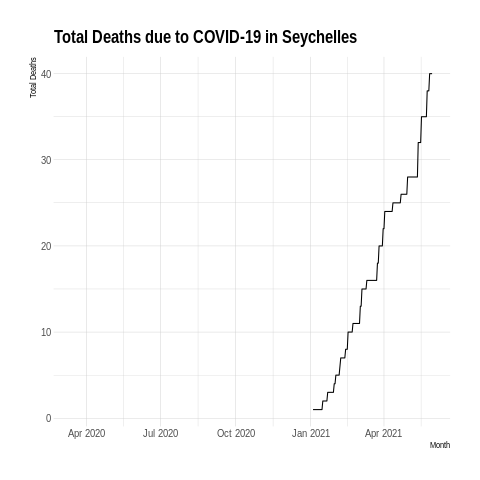 Total Deaths due to COVID-19 in Seychelles
Total Deaths
40
30
20
10
0
Apr 2020 Jul 2020 Oct 2020 Jan 2021 Apr 2021
Month